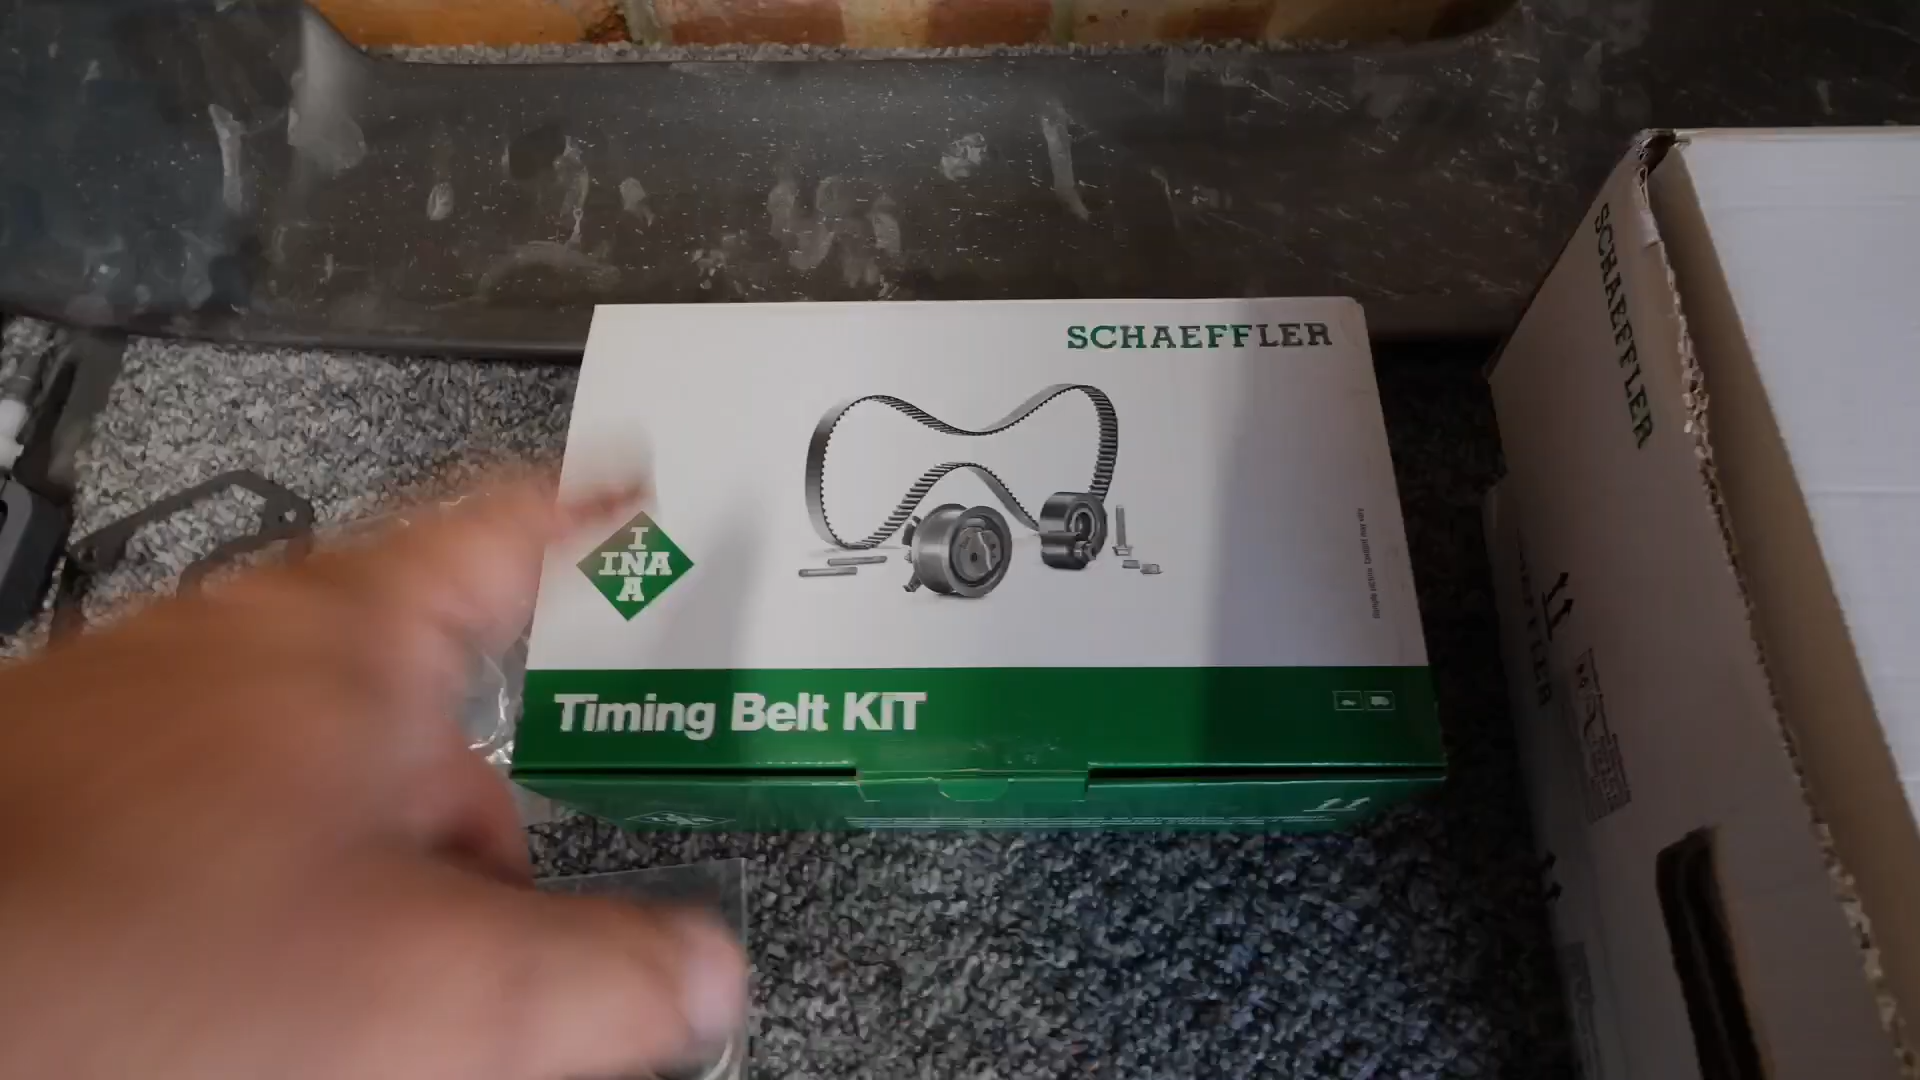 SCHAEFFLER
I
INA
A
Timing Belt KIT
SCHAEFFLER